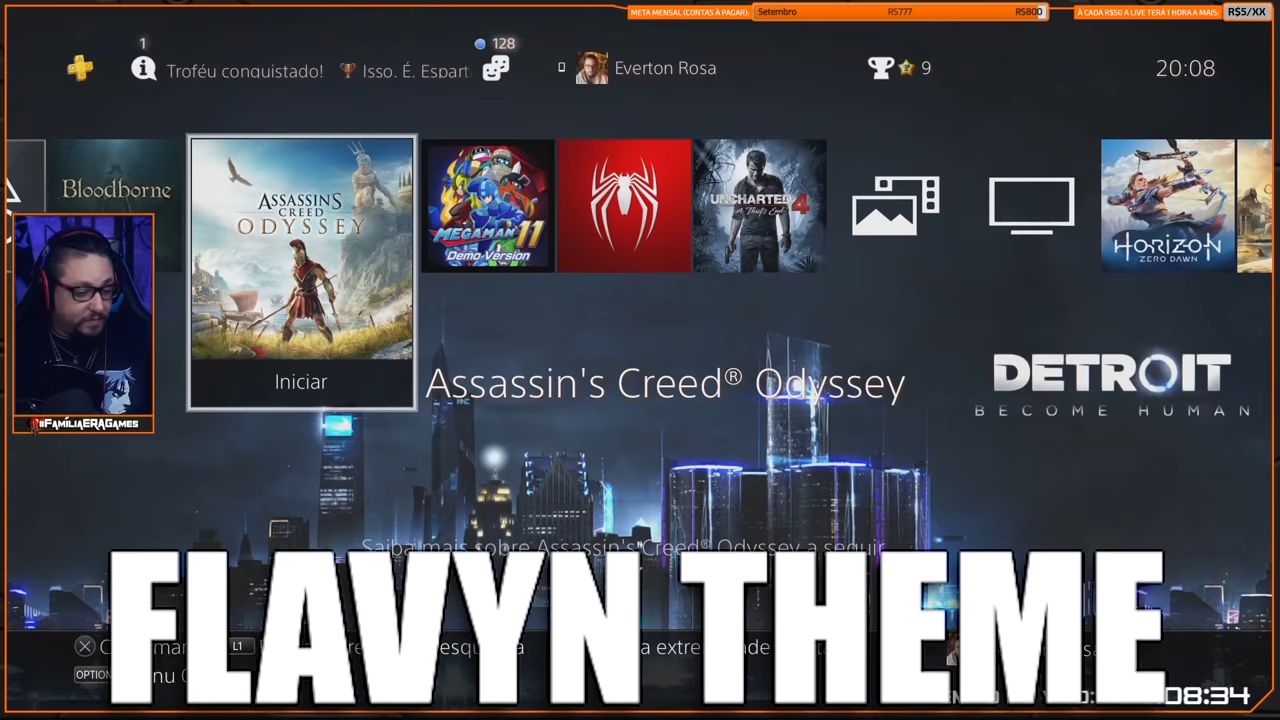 META MENSAL (CONTAS À PAGAR): Setembro R$777 R$800
À CADA R$50 A LIVE TERÁ 1 HORA A MAIS: R$5/XX
1
128
Troféu conquistado! Isso. É. Espart
Everton Rosa
9
20:08
Bloodborne
ASSASSIN'S
CREED
ODYSSEY
MEGAMAN 11
Demo Version
UNCHARTED 4
A Thief's End
HORIZON
ZERO DAWN
Iniciar
Assassin's Creed® Odyssey
DETROIT
BECOME HUMAN
#FAMÍLIAERAGAMES
Saiba mais sobre Assassin's Creed® Odyssey a seguir
FLAVYN THEME
L1
OPTION
08:34